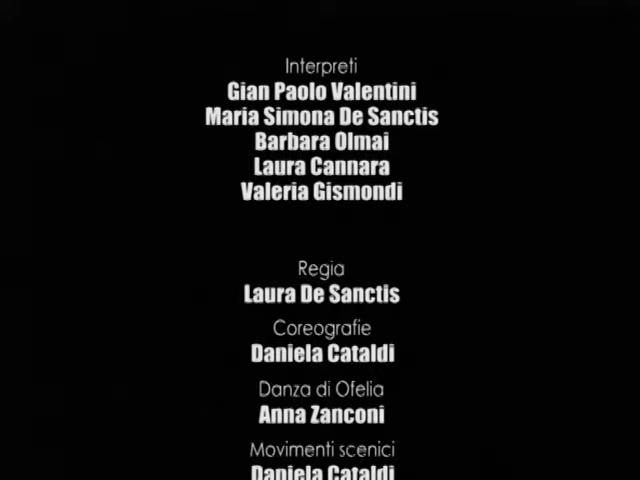 Interpreti
Gian Paolo Valentini
Maria Simona De Sanctis
Barbara Olmai
Laura Cannara
Valeria Gismondi
Regia
Laura De Sanctis
Coreografie
Daniela Cataldi
Danza di Ofelia
Anna Zanconi
Movimenti scenici
Daniela Cataldi